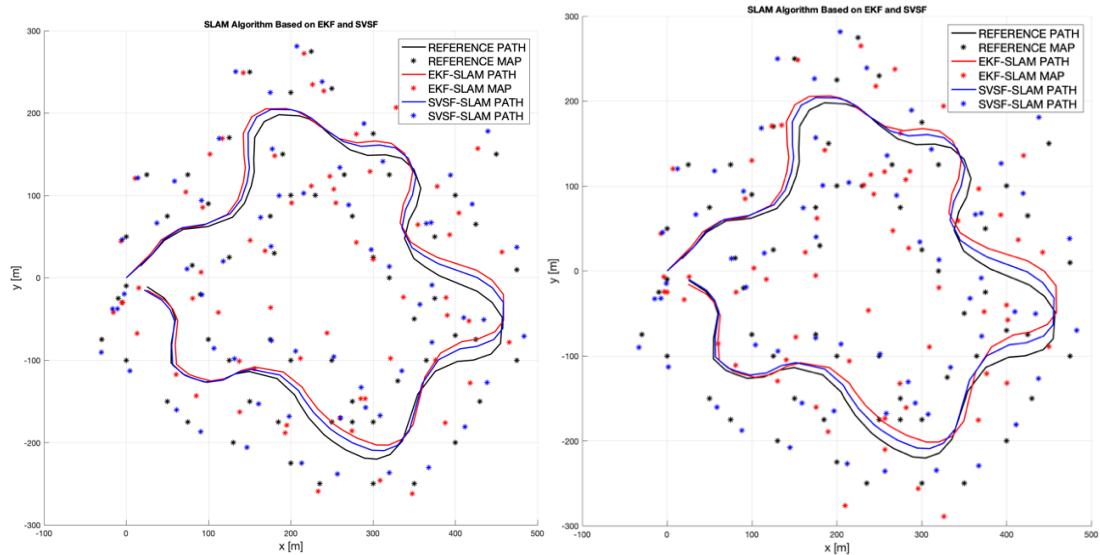 SLAM Algorithm Based on EKF and SVSF
300
200
100
0
-100
-200
-300
y [m]
-100
0
100
200
300
400
500
x [m]
REFERENCE PATH
REFERENCE MAP
EKF-SLAM PATH
EKF-SLAM MAP
SVSF-SLAM PATH
SVSF-SLAM PATH
SLAM Algorithm Based on EKF and SVSF
300
200
100
0
-100
-200
-300
y [m]
-100
0
100
200
300
400
500
x [m]
REFERENCE PATH
REFERENCE MAP
EKF-SLAM PATH
EKF-SLAM MAP
SVSF-SLAM PATH
SVSF-SLAM PATH